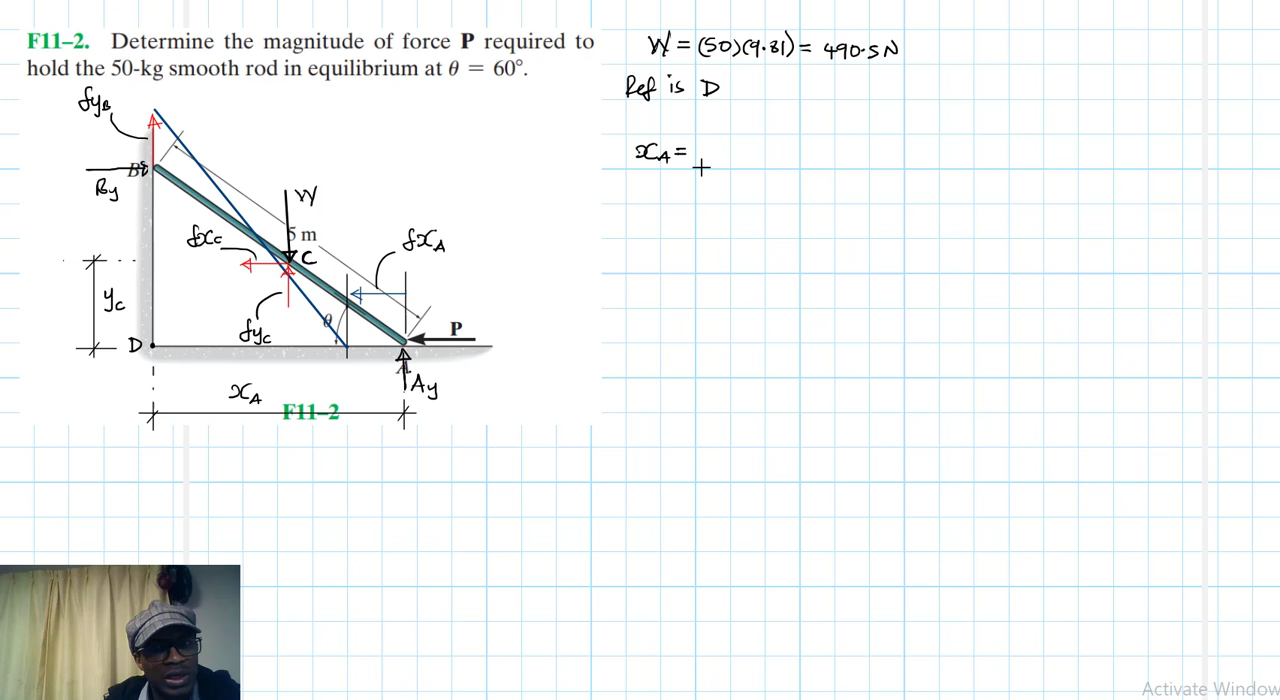 F11–2. Determine the magnitude of force P required to
hold the 50-kg smooth rod in equilibrium at θ = 60°.
W = (50)(9.81) = 490.5 N
Ref is D
x_A =
δy_B
B
B_y
W
5 m
δx_C
C
δx_A
y_C
θ
δy_C
P
D
A
A_y
x_A
F11–2
Activate Window